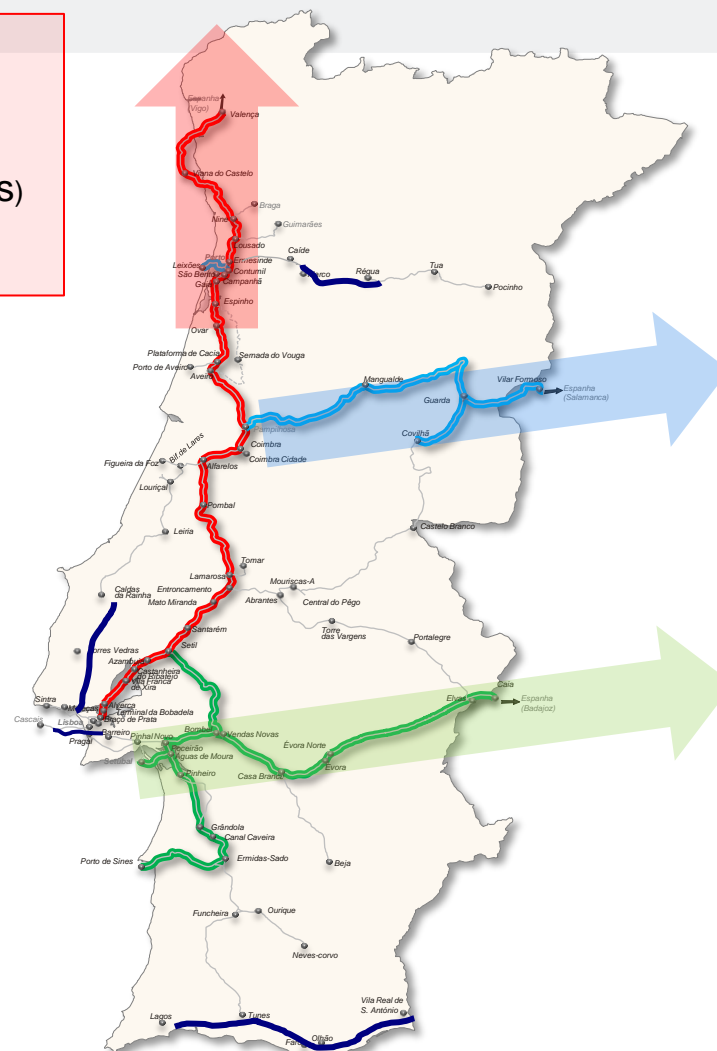 S)
Espanha
(Vigo)
Valença
Viana do Castelo
Braga
Nine
Guimarães
Lousado
Caíde
Porto
Ermesinde
Leixões
Contumil
São Bento
Campanhã
Gaia
Marco
Régua
Tua
Pocinho
Espinho
Ovar
Plataforma de Cacia
Sernada do Vouga
Porto de Aveiro
Aveiro
Mangualde
Vilar Formoso
Espanha
(Salamanca)
Guarda
Pampilhosa
Covilhã
Bif.de Lares
Coimbra
Coimbra Cidade
Figueira da Foz
Alfarelos
Louriçal
Pombal
Leiria
Castelo Branco
Tomar
Lamarosa
Mouriscas-A
Caldas
da Rainha
Entroncamento
Abrantes
Central do Pêgo
Mato Miranda
Torre
das Vargens
Santarém
Portalegre
Setil
Torres Vedras
Azambuja
Castanheira
do Ribatejo
Vila Franca
de Xira
Caia
Sintra
Alverca
Elvas
Espanha
(Badajoz)
Terminal da Bobadela
Cascais
Lisboa
Braço de Prata
Barreiro
Bombel
Vendas Novas
Pragal
Pinhal Novo
Poceirão
Évora Norte
Águas de Moura
Évora
Setúbal
Pinheiro
Casa Branca
Grândola
Canal Caveira
Porto de Sines
Ermidas-Sado
Beja
Funcheira
Ourique
Neves-corvo
Vila Real de
S. António
Lagos
Tunes
Faro
Olhão